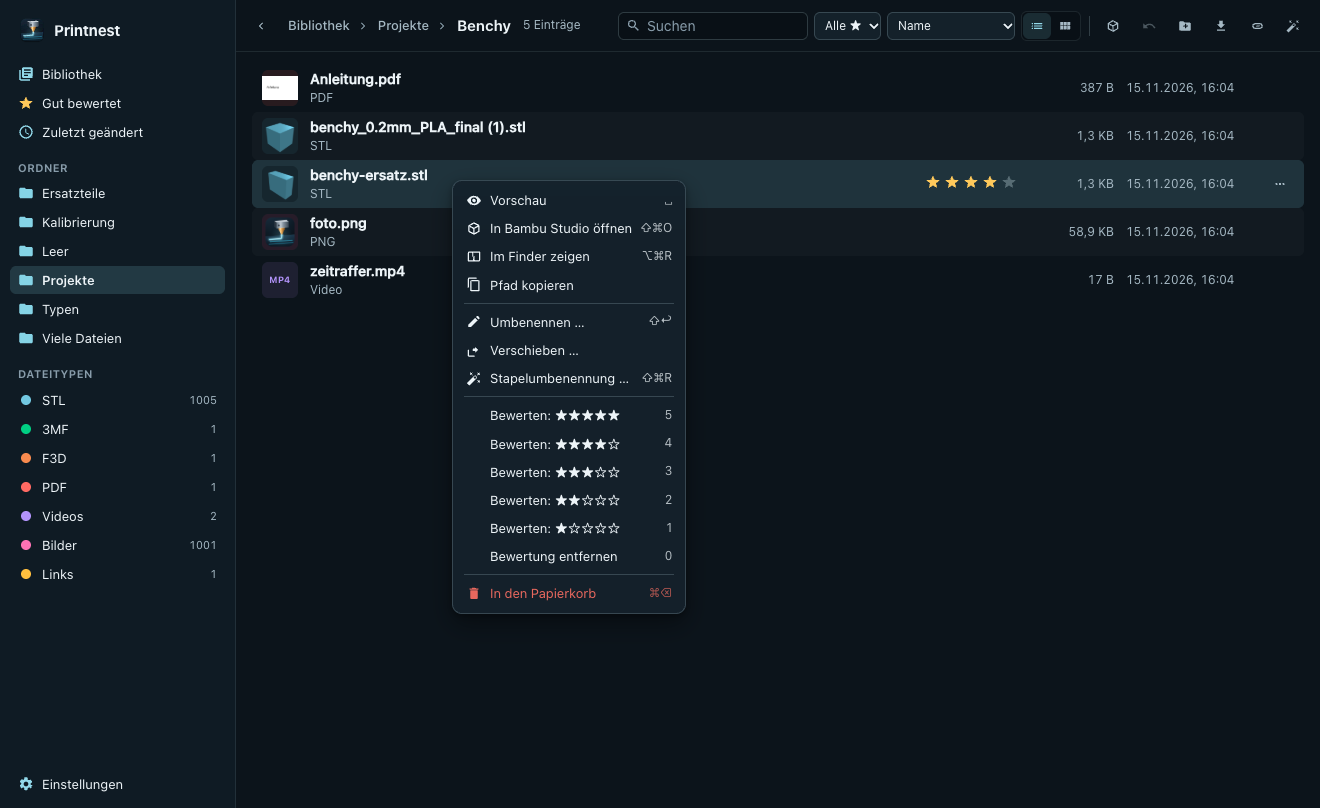 Printnest
Bibliothek
Gut bewertet
Zuletzt geändert
ORDNER
Ersatzteile
Kalibrierung
Leer
Projekte
Typen
Viele Dateien
DATEITYPEN
STL 1005
3MF 1
F3D 1
PDF 1
Videos 2
Bilder 1001
Links 1
Einstellungen
‹ Bibliothek › Projekte › Benchy 5 Einträge
Suchen
Alle ★
Name
Anleitung.pdf
PDF
387 B 15.11.2026, 16:04
benchy_0.2mm_PLA_final (1).stl
STL
1,3 KB 15.11.2026, 16:04
benchy-ersatz.stl
STL
1,3 KB 15.11.2026, 16:04 ...
foto.png
PNG
58,9 KB 15.11.2026, 16:04
MP4
zeitraffer.mp4
Video
17 B 15.11.2026, 16:04
Vorschau ␣
In Bambu Studio öffnen ⇧⌘O
Im Finder zeigen ⌥⌘R
Pfad kopieren
Umbenennen … ⇧↩
Verschieben …
Stapelumbenennung … ⇧⌘R
Bewerten: ★★★★★ 5
Bewerten: ★★★★☆ 4
Bewerten: ★★★☆☆ 3
Bewerten: ★★☆☆☆ 2
Bewerten: ★☆☆☆☆ 1
Bewertung entfernen 0
In den Papierkorb ⌘⌫